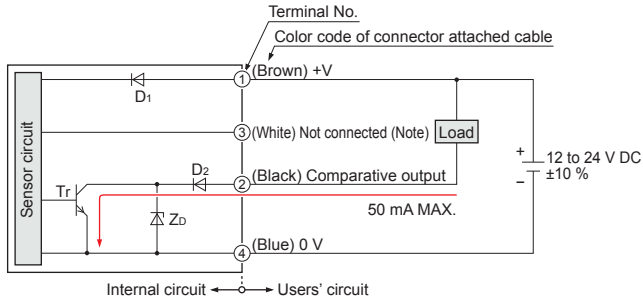 Terminal No.
Color code of connector attached cable
(Brown) +V
1
D1
3
(White) Not connected (Note)
Load
Sensor circuit
+
12 to 24 V DC
±10 %
−
D2
2
(Black) Comparative output
Tr
ZD
50 mA MAX.
(Blue) 0 V
4
Internal circuit
Users' circuit